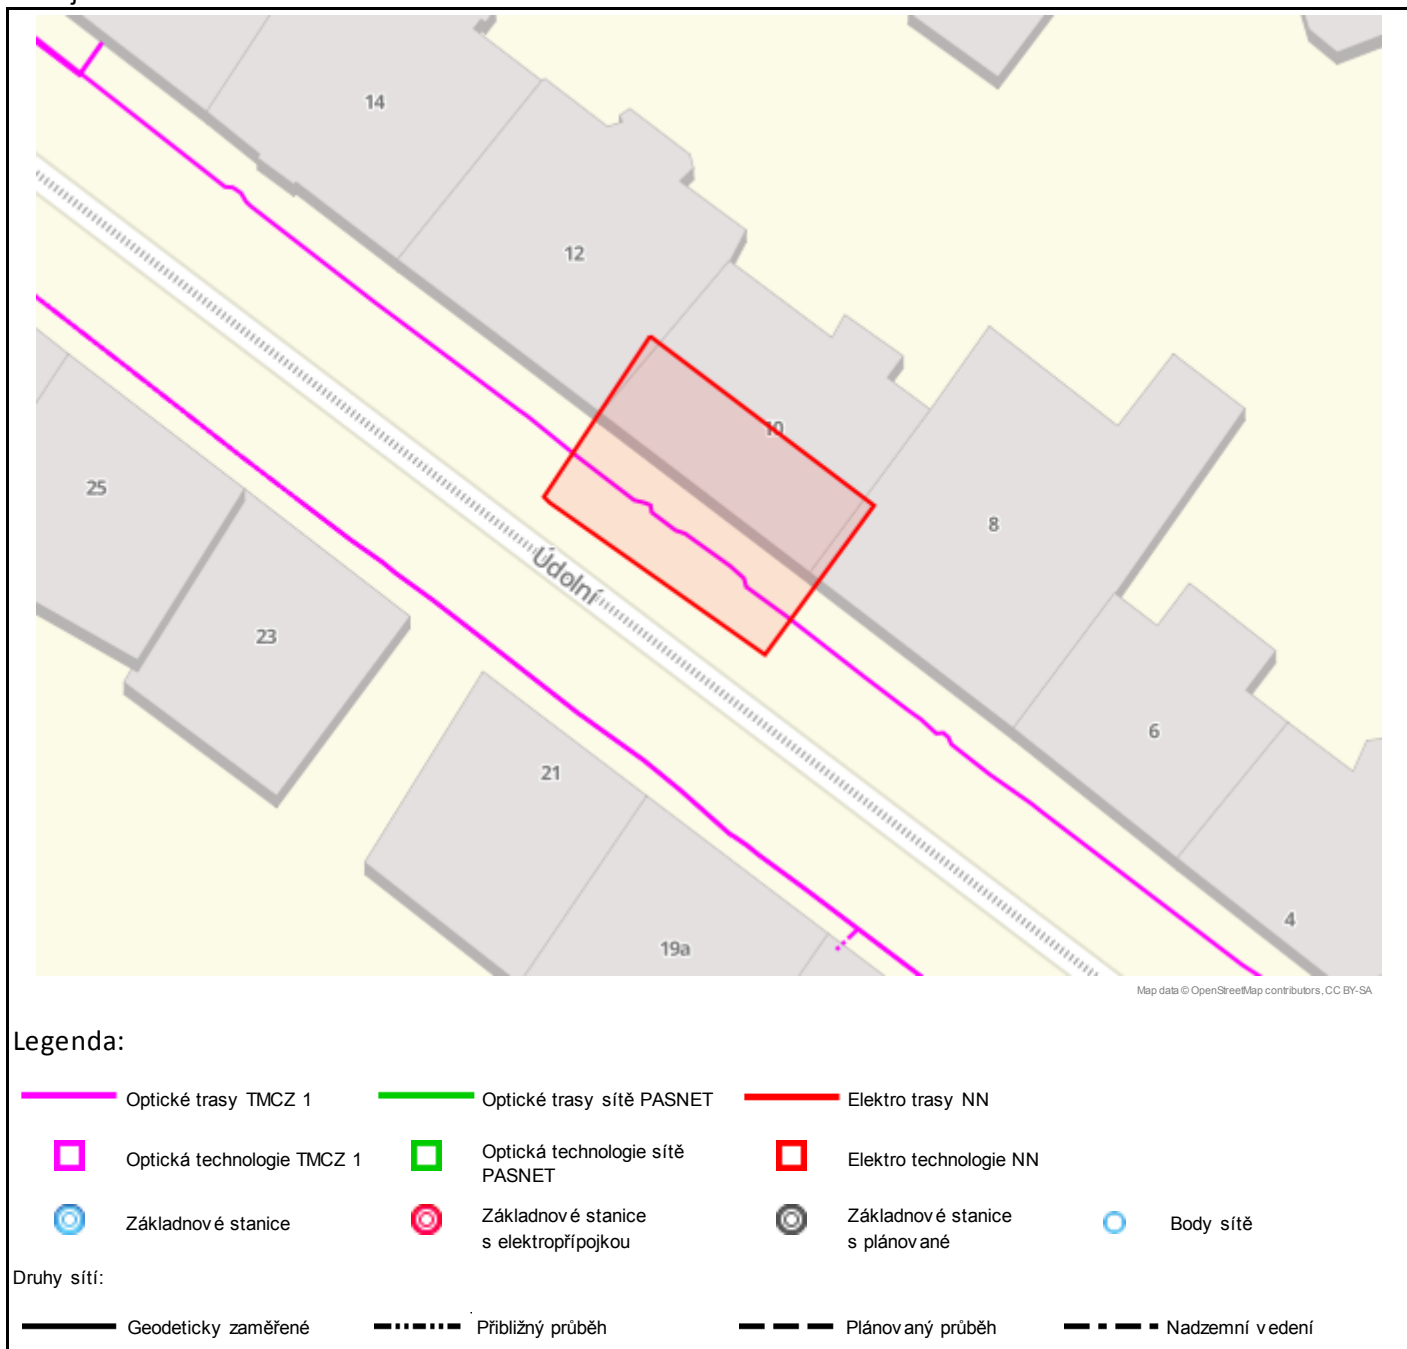 14
12
10
8
25
Údolní
23
6
21
4
19a
Map data © OpenStreetMap contributors, CC BY-SA
Legenda:
Optické trasy TMCZ 1
Optické trasy sítě PASNET
Elektro trasy NN
Optická technologie TMCZ 1
Optická technologie sítě
PASNET
Elektro technologie NN
Základnové stanice
Základnové stanice
s elektropřípojkou
Základnové stanice
s plánované
Body sítě
Druhy sítí:
Geodeticky zaměřené
Přibližný průběh
Plánovaný průběh
Nadzemní vedení